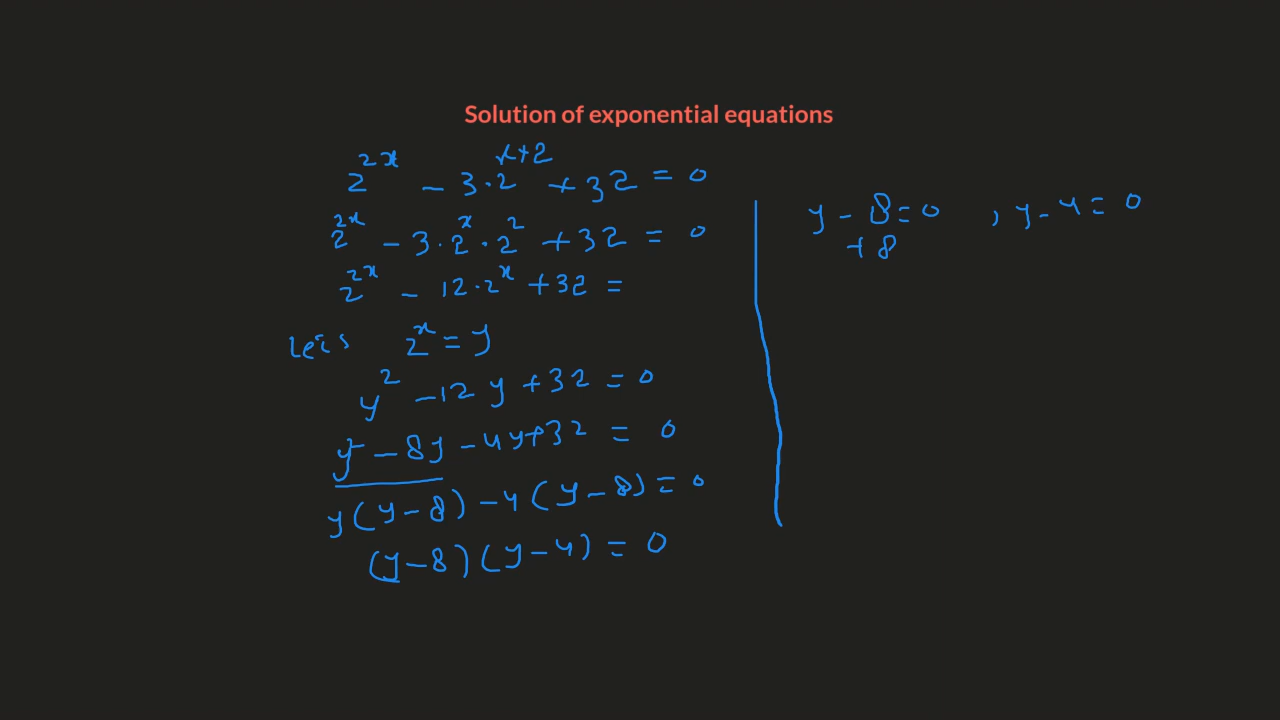 Solution of exponential equations
2^{2x} - 3·2^{x+2} + 32 = 0
2^{2x} - 3·2^x·2^2 + 32 = 0
2^{2x} - 12·2^x + 32 =
Let's 2^x = y
y^2 - 12y + 32 = 0
y^2 - 8y - 4y + 32 = 0
y(y-8) - 4(y-8) = 0
(y-8)(y-4) = 0
y - 8 = 0 , y - 4 = 0
+8